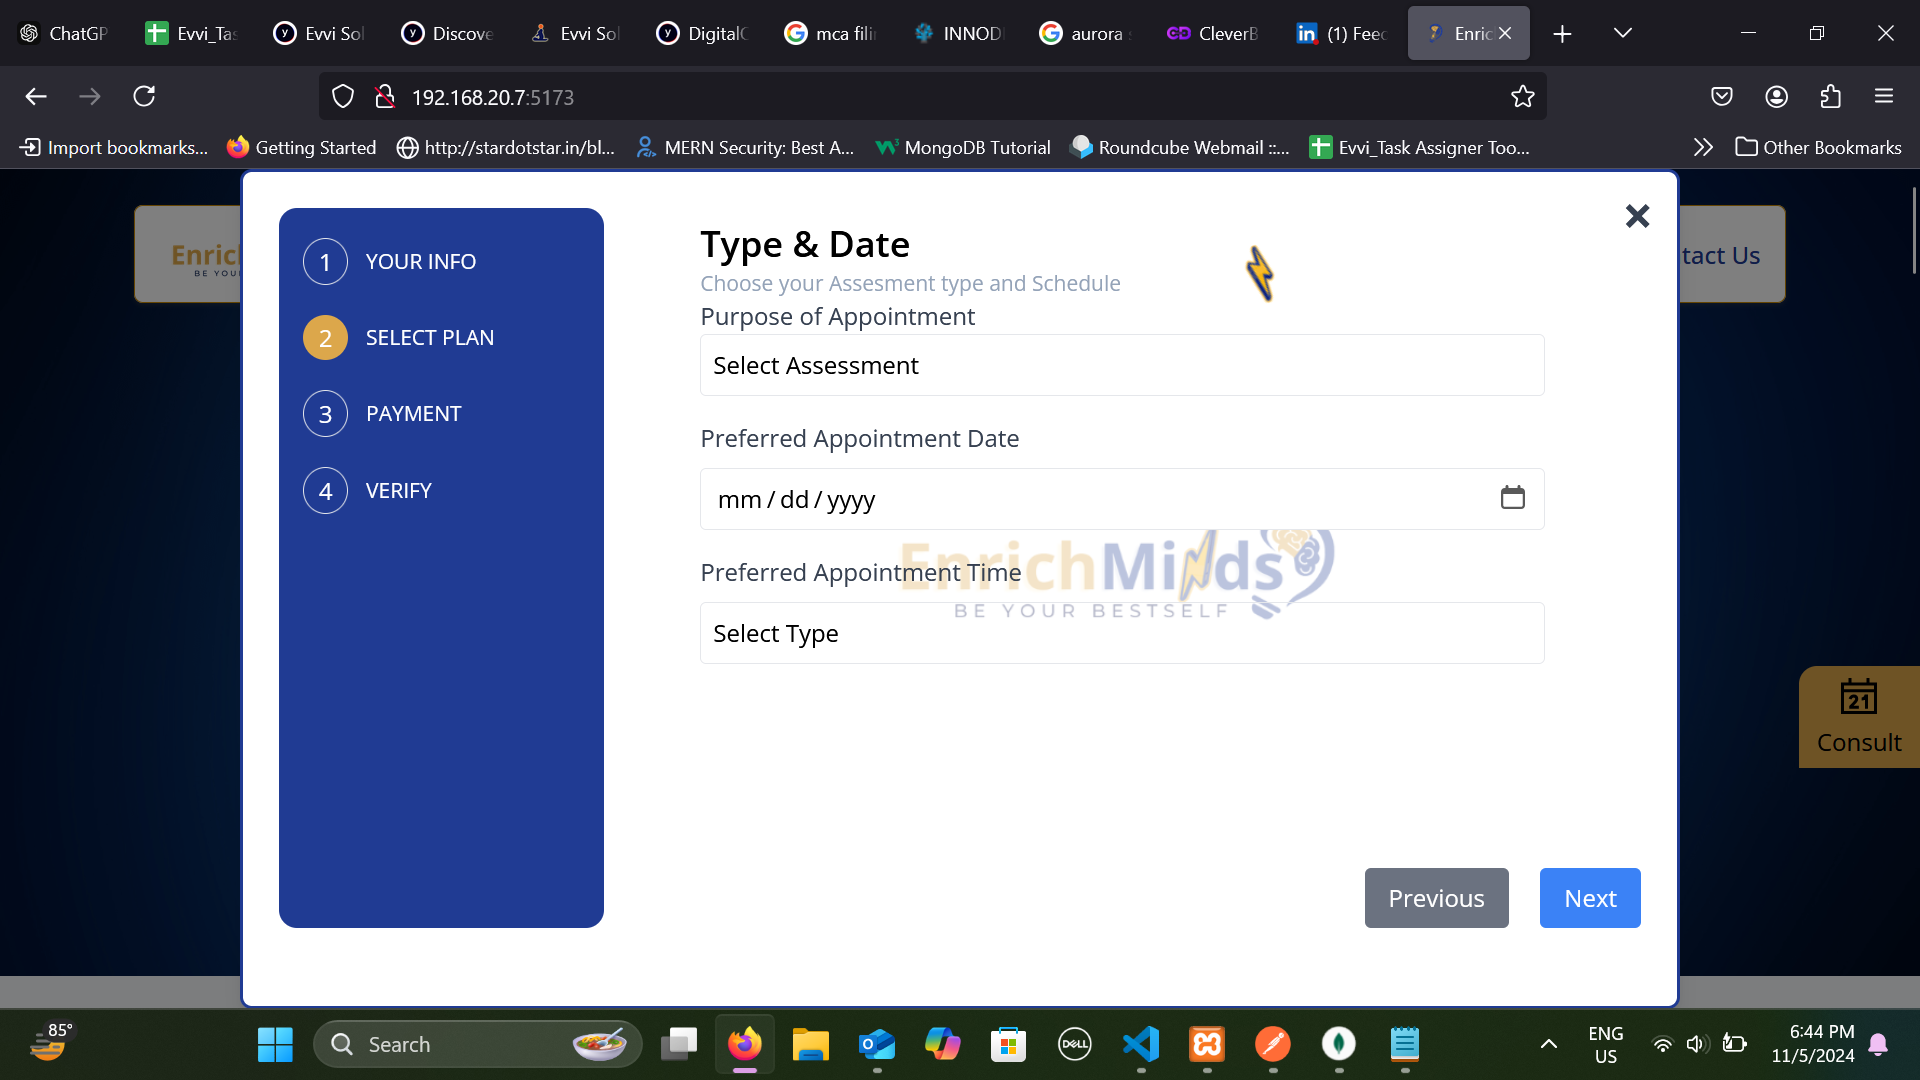 ChatGP
Evvi_Tas
Evvi Sol
Discove
Evvi Sol
DigitalC
mca filin
INNOD
aurora s
CleverB
(1) Feed
Enric
192.168.20.7:5173
Import bookmarks...
Getting Started
http://stardotstar.in/bl...
MERN Security: Best A...
MongoDB Tutorial
Roundcube Webmail ::...
Evvi_Task Assigner Too...
Other Bookmarks
Enric
BE YOU
tact Us
1 YOUR INFO
2 SELECT PLAN
3 PAYMENT
4 VERIFY
Type & Date
Choose your Assesment type and Schedule
Purpose of Appointment
Select Assessment
Preferred Appointment Date
mm / dd / yyyy
EnrichMinds
BE YOUR BESTSELF
Preferred Appointment Time
Select Type
21
Consult
Previous
Next
85°
Search
DELL
ENG
US
6:44 PM
11/5/2024